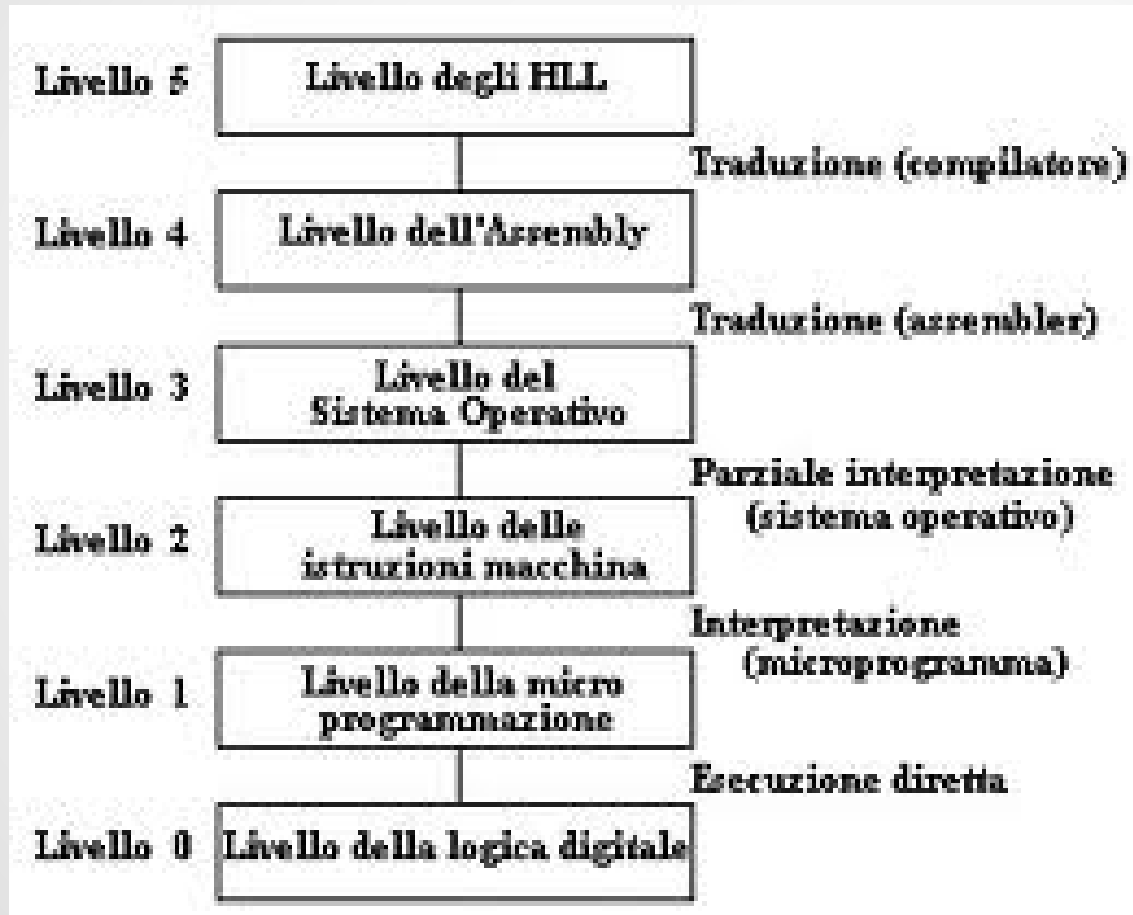 Livello 5
Livello degli HLL
Traduzione (compilatore)
Livello 4
Livello dell'Assembly
Traduzione (assembler)
Livello 3
Livello del
Sistema Operativo
Parziale interpretazione
(sistema operativo)
Livello 2
Livello delle
istruzioni macchina
Interpretazione
(microprogramma)
Livello 1
Livello della micro
programmazione
Esecuzione diretta
Livello 0
Livello della logica digitale